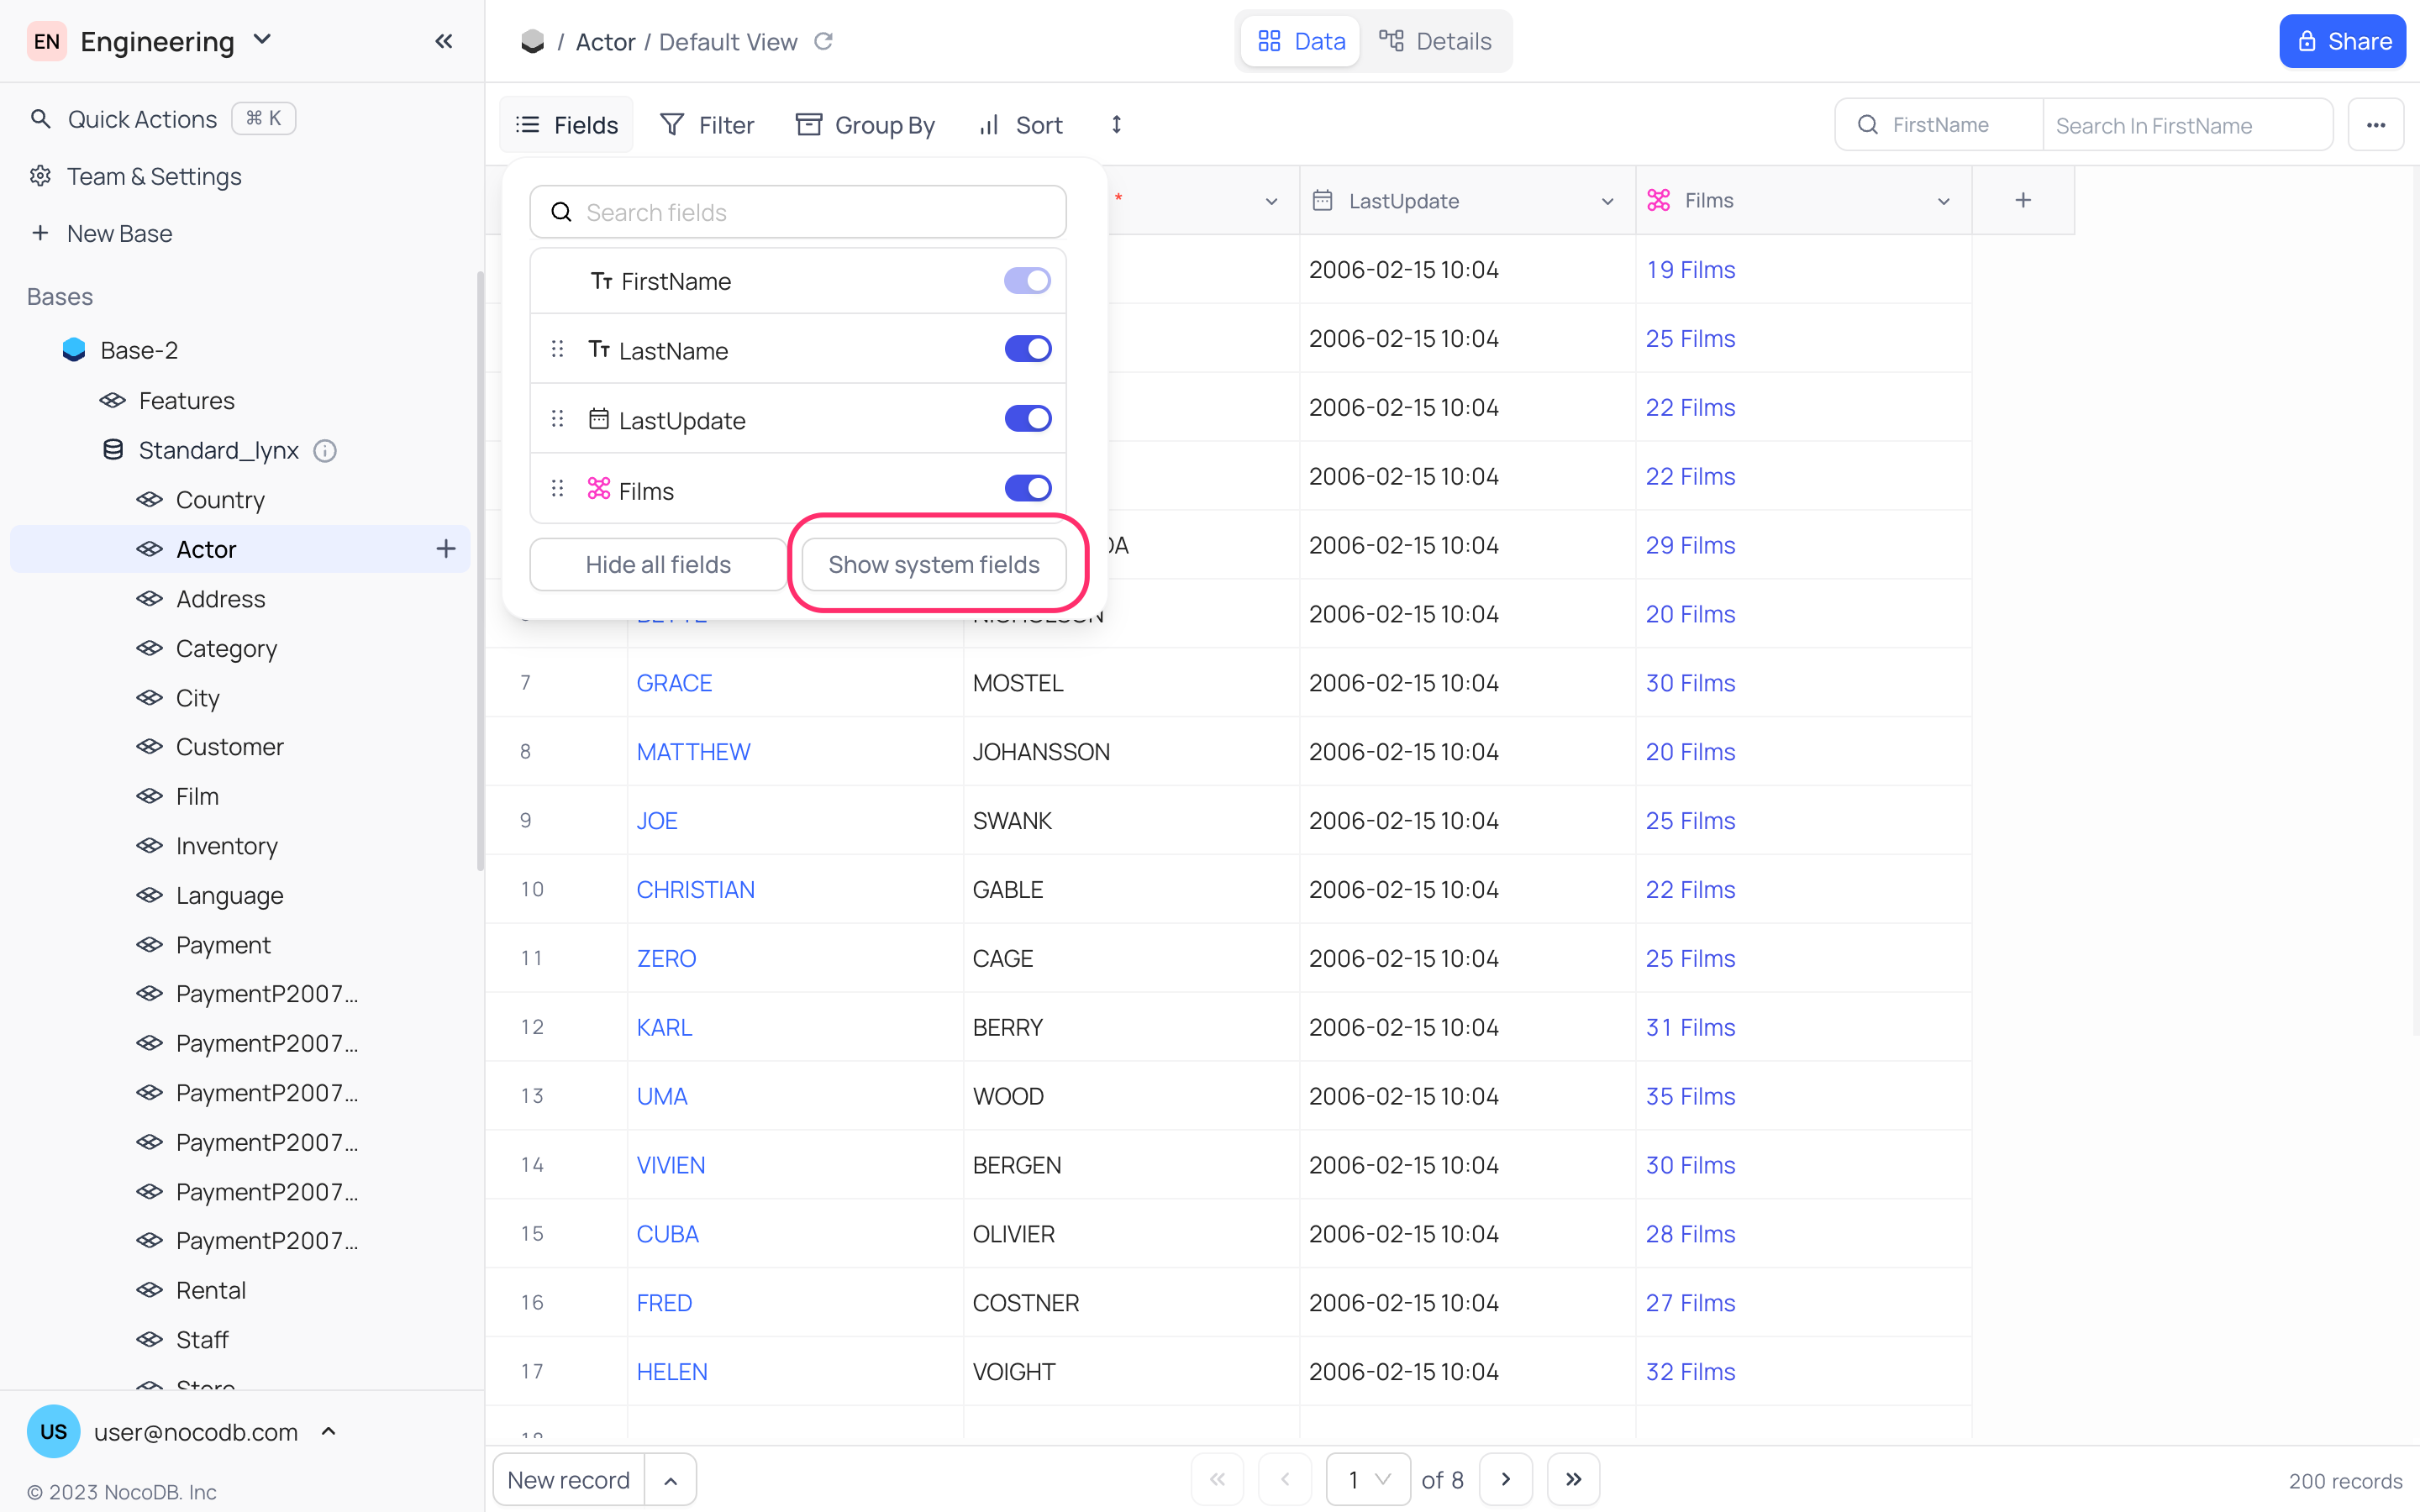 EN Engineering
Quick Actions ⌘ K
Team & Settings
New Base
Bases
Base-2
Features
Standard_lynx
Country
Actor
Address
Category
City
Customer
Film
Inventory
Language
Payment
PaymentP2007...
PaymentP2007...
PaymentP2007...
PaymentP2007...
PaymentP2007...
PaymentP2007...
Rental
Staff
Store
US user@nocodb.com
© 2023 NocoDB. Inc
/ Actor / Default View
Data Details
Share
Fields Filter Group By Sort
FirstName Search In FirstName
Search fields
FirstName
LastName
LastUpdate
Films
Hide all fields Show system fields
* LastUpdate Films
2006-02-15 10:04 19 Films
2006-02-15 10:04 25 Films
2006-02-15 10:04 22 Films
2006-02-15 10:04 22 Films
2006-02-15 10:04 29 Films
2006-02-15 10:04 20 Films
7 GRACE MOSTEL 2006-02-15 10:04 30 Films
8 MATTHEW JOHANSSON 2006-02-15 10:04 20 Films
9 JOE SWANK 2006-02-15 10:04 25 Films
10 CHRISTIAN GABLE 2006-02-15 10:04 22 Films
11 ZERO CAGE 2006-02-15 10:04 25 Films
12 KARL BERRY 2006-02-15 10:04 31 Films
13 UMA WOOD 2006-02-15 10:04 35 Films
14 VIVIEN BERGEN 2006-02-15 10:04 30 Films
15 CUBA OLIVIER 2006-02-15 10:04 28 Films
16 FRED COSTNER 2006-02-15 10:04 27 Films
17 HELEN VOIGHT 2006-02-15 10:04 32 Films
New record
1 of 8
200 records